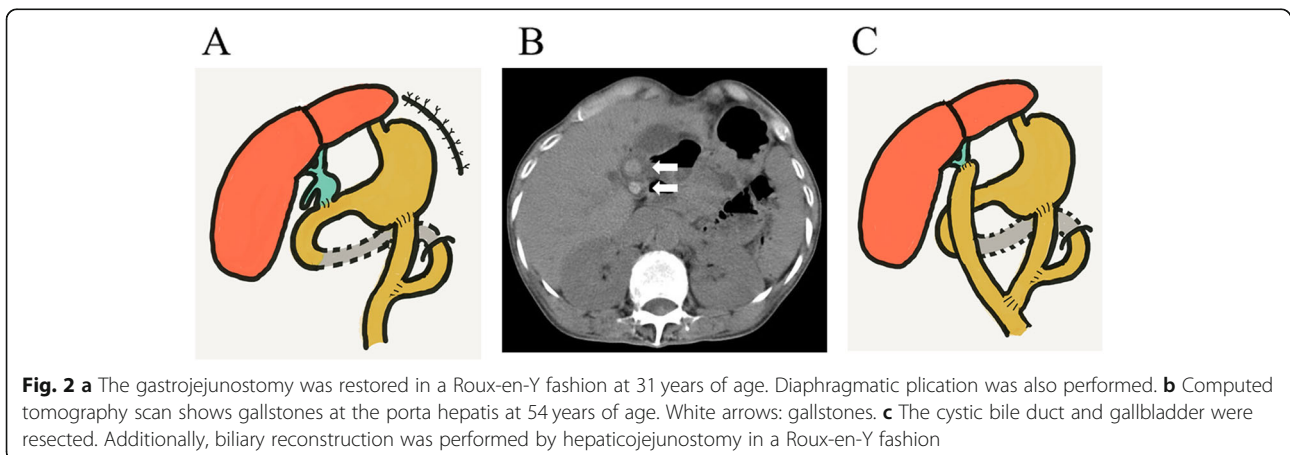 A
B
C
Fig. 2 a The gastrojejunostomy was restored in a Roux-en-Y fashion at 31 years of age. Diaphragmatic plication was also performed. b Computed
tomography scan shows gallstones at the porta hepatis at 54 years of age. White arrows: gallstones. c The cystic bile duct and gallbladder were
resected. Additionally, biliary reconstruction was performed by hepaticojejunostomy in a Roux-en-Y fashion